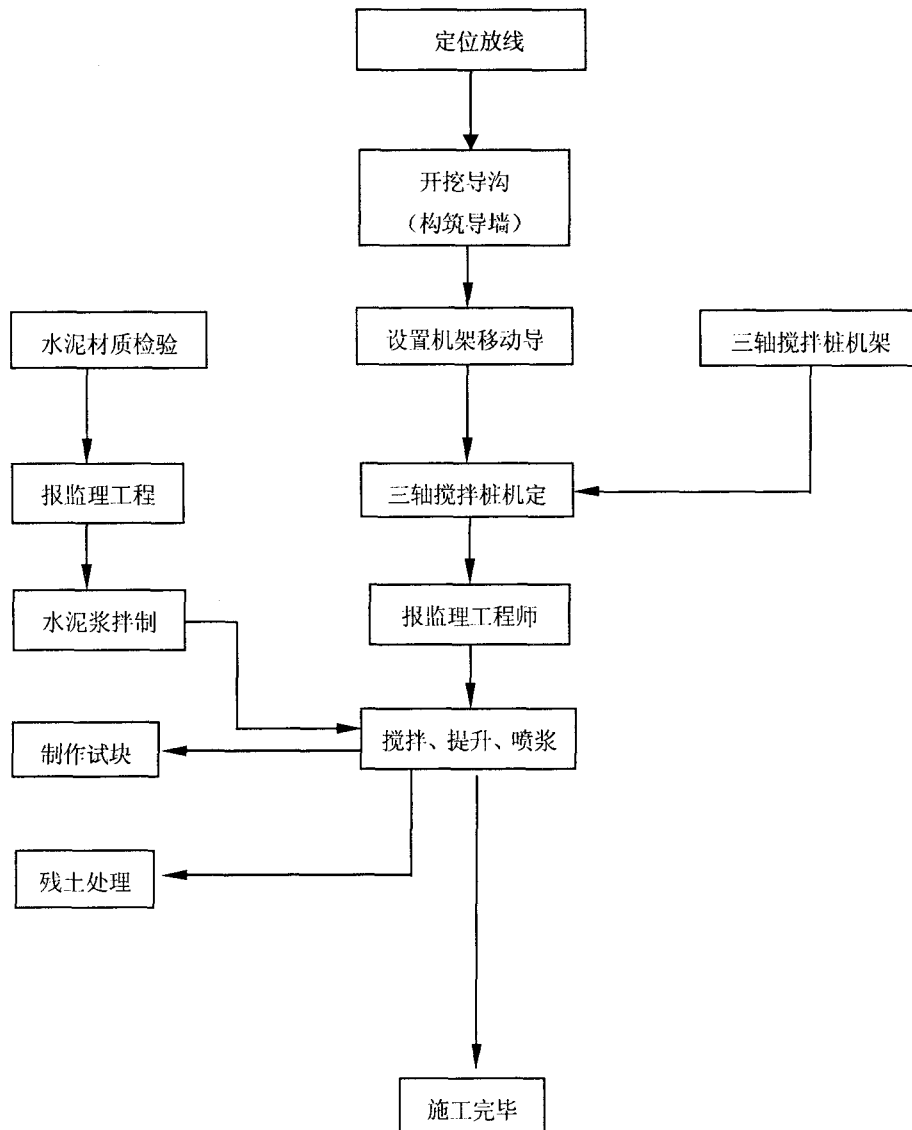 定位放线
开挖导沟
（构筑导墙）
水泥材质检验
设置机架移动导
三轴搅拌桩机架
报监理工程
三轴搅拌桩机定
水泥浆拌制
报监理工程师
制作试块
搅拌、提升、喷浆
残土处理
施工完毕